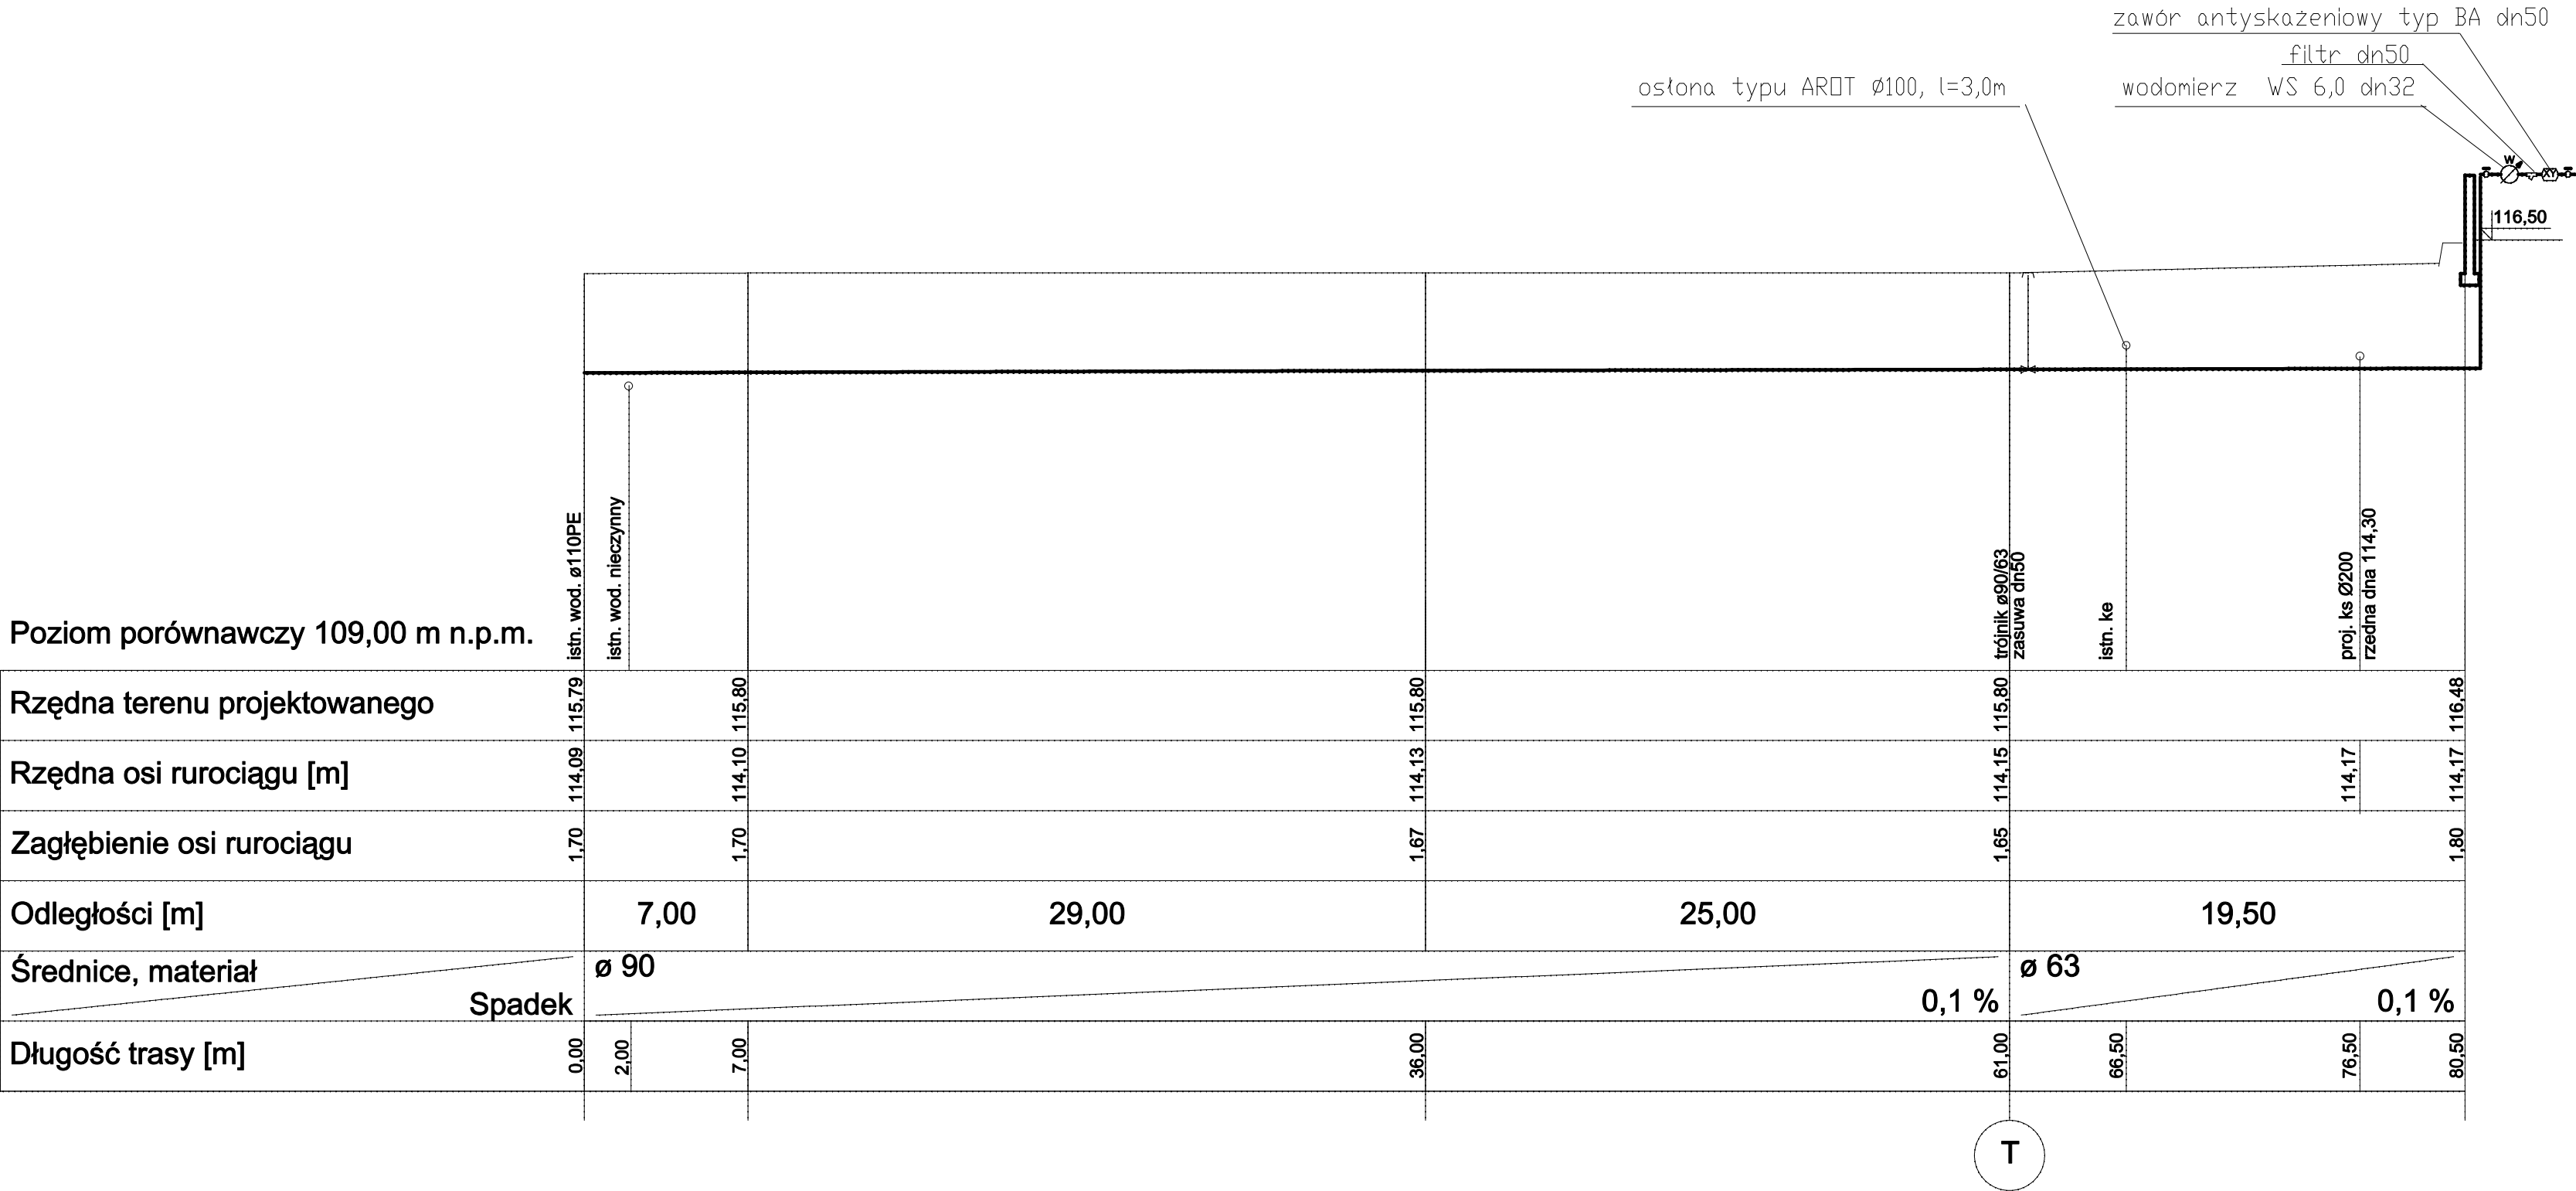 zawór antyskażeniowy typ BA dn50
filtr dn50
osłona typu AROT Ø100, l=3,0m
wodomierz WS 6,0 dn32
W
XY
116,50
istn. wod. ø110PE
istn. wod. nieczynny
trójnik ø90/63
zasuwa dn50
istn. ke
proj. ks Ø200
rzedna dna 114,30
Poziom porównawczy 109,00 m n.p.m.
Rzędna terenu projektowanego
115,79
115,80
115,80
115,80
116,48
Rzędna osi rurociągu [m]
114,09
114,10
114,13
114,15
114,17
114,17
Zagłębienie osi rurociągu
1,70
1,70
1,67
1,65
1,80
Odległości [m]
7,00
29,00
25,00
19,50
Średnice, materiał
Spadek
ø 90
0,1 %
ø 63
0,1 %
Długość trasy [m]
0,00
2,00
7,00
36,00
61,00
66,50
76,50
80,50
T